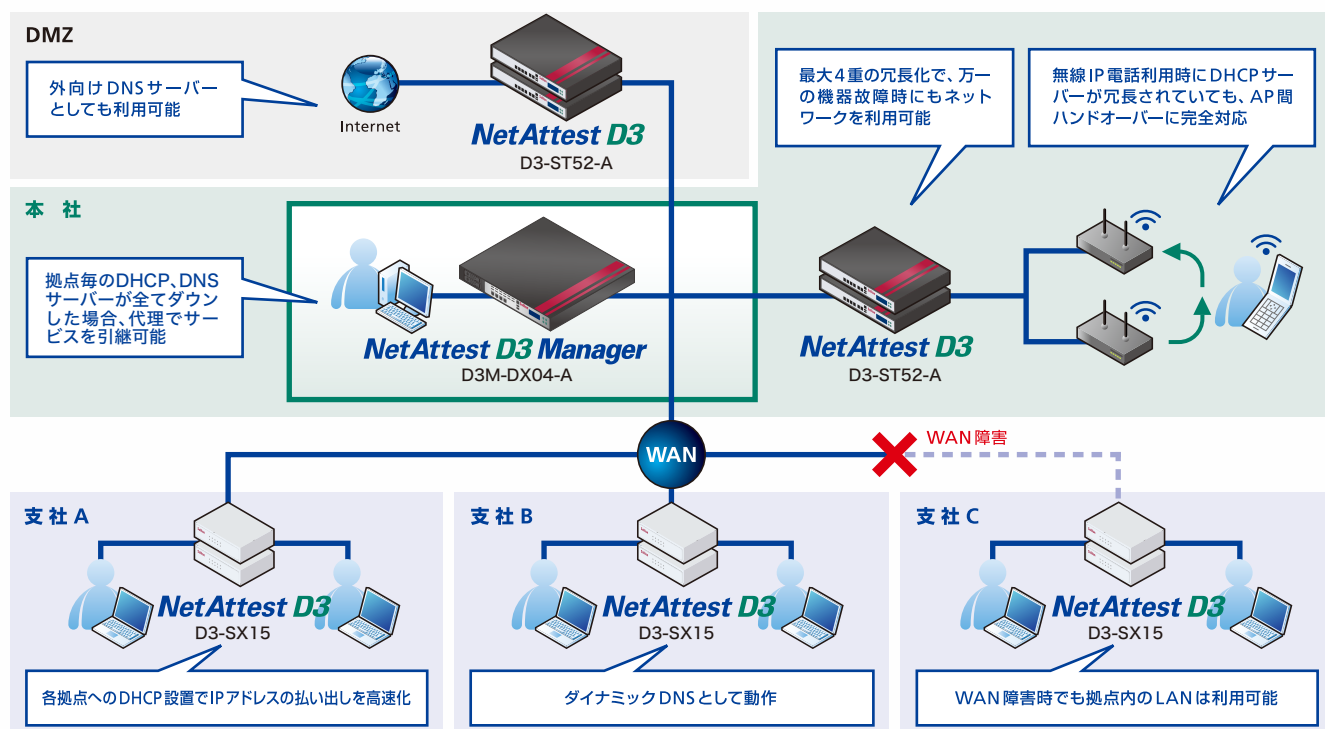 DMZ
外向けDNSサーバー
としても利用可能
Internet
NetAttest D3
D3-ST52-A
最大4重の冗長化で、万一
の機器故障時にもネット
ワークを利用可能
無線IP電話利用時にDHCPサー
バーが冗長されていても、AP間
ハンドオーバーに完全対応
本 社
拠点毎のDHCP、DNS
サーバーが全てダウン
した場合、代理でサー
ビスを引継可能
NetAttest D3 Manager
D3M-DX04-A
NetAttest D3
D3-ST52-A
WAN
WAN障害
支社A
NetAttest D3
D3-SX15
各拠点へのDHCP設置でIPアドレスの払い出しを高速化
支社B
NetAttest D3
D3-SX15
ダイナミックDNSとして動作
支社C
NetAttest D3
D3-SX15
WAN障害時でも拠点内のLANは利用可能